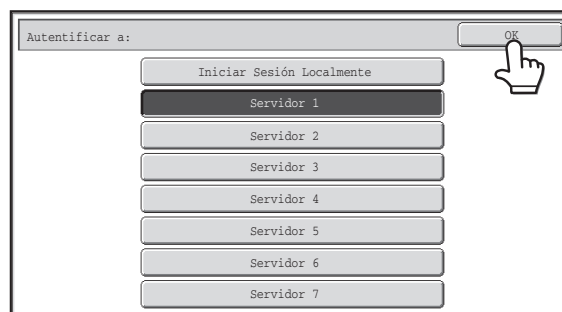 Autentificar a:
OK
Iniciar Sesión Localmente
Servidor 1
Servidor 2
Servidor 3
Servidor 4
Servidor 5
Servidor 6
Servidor 7